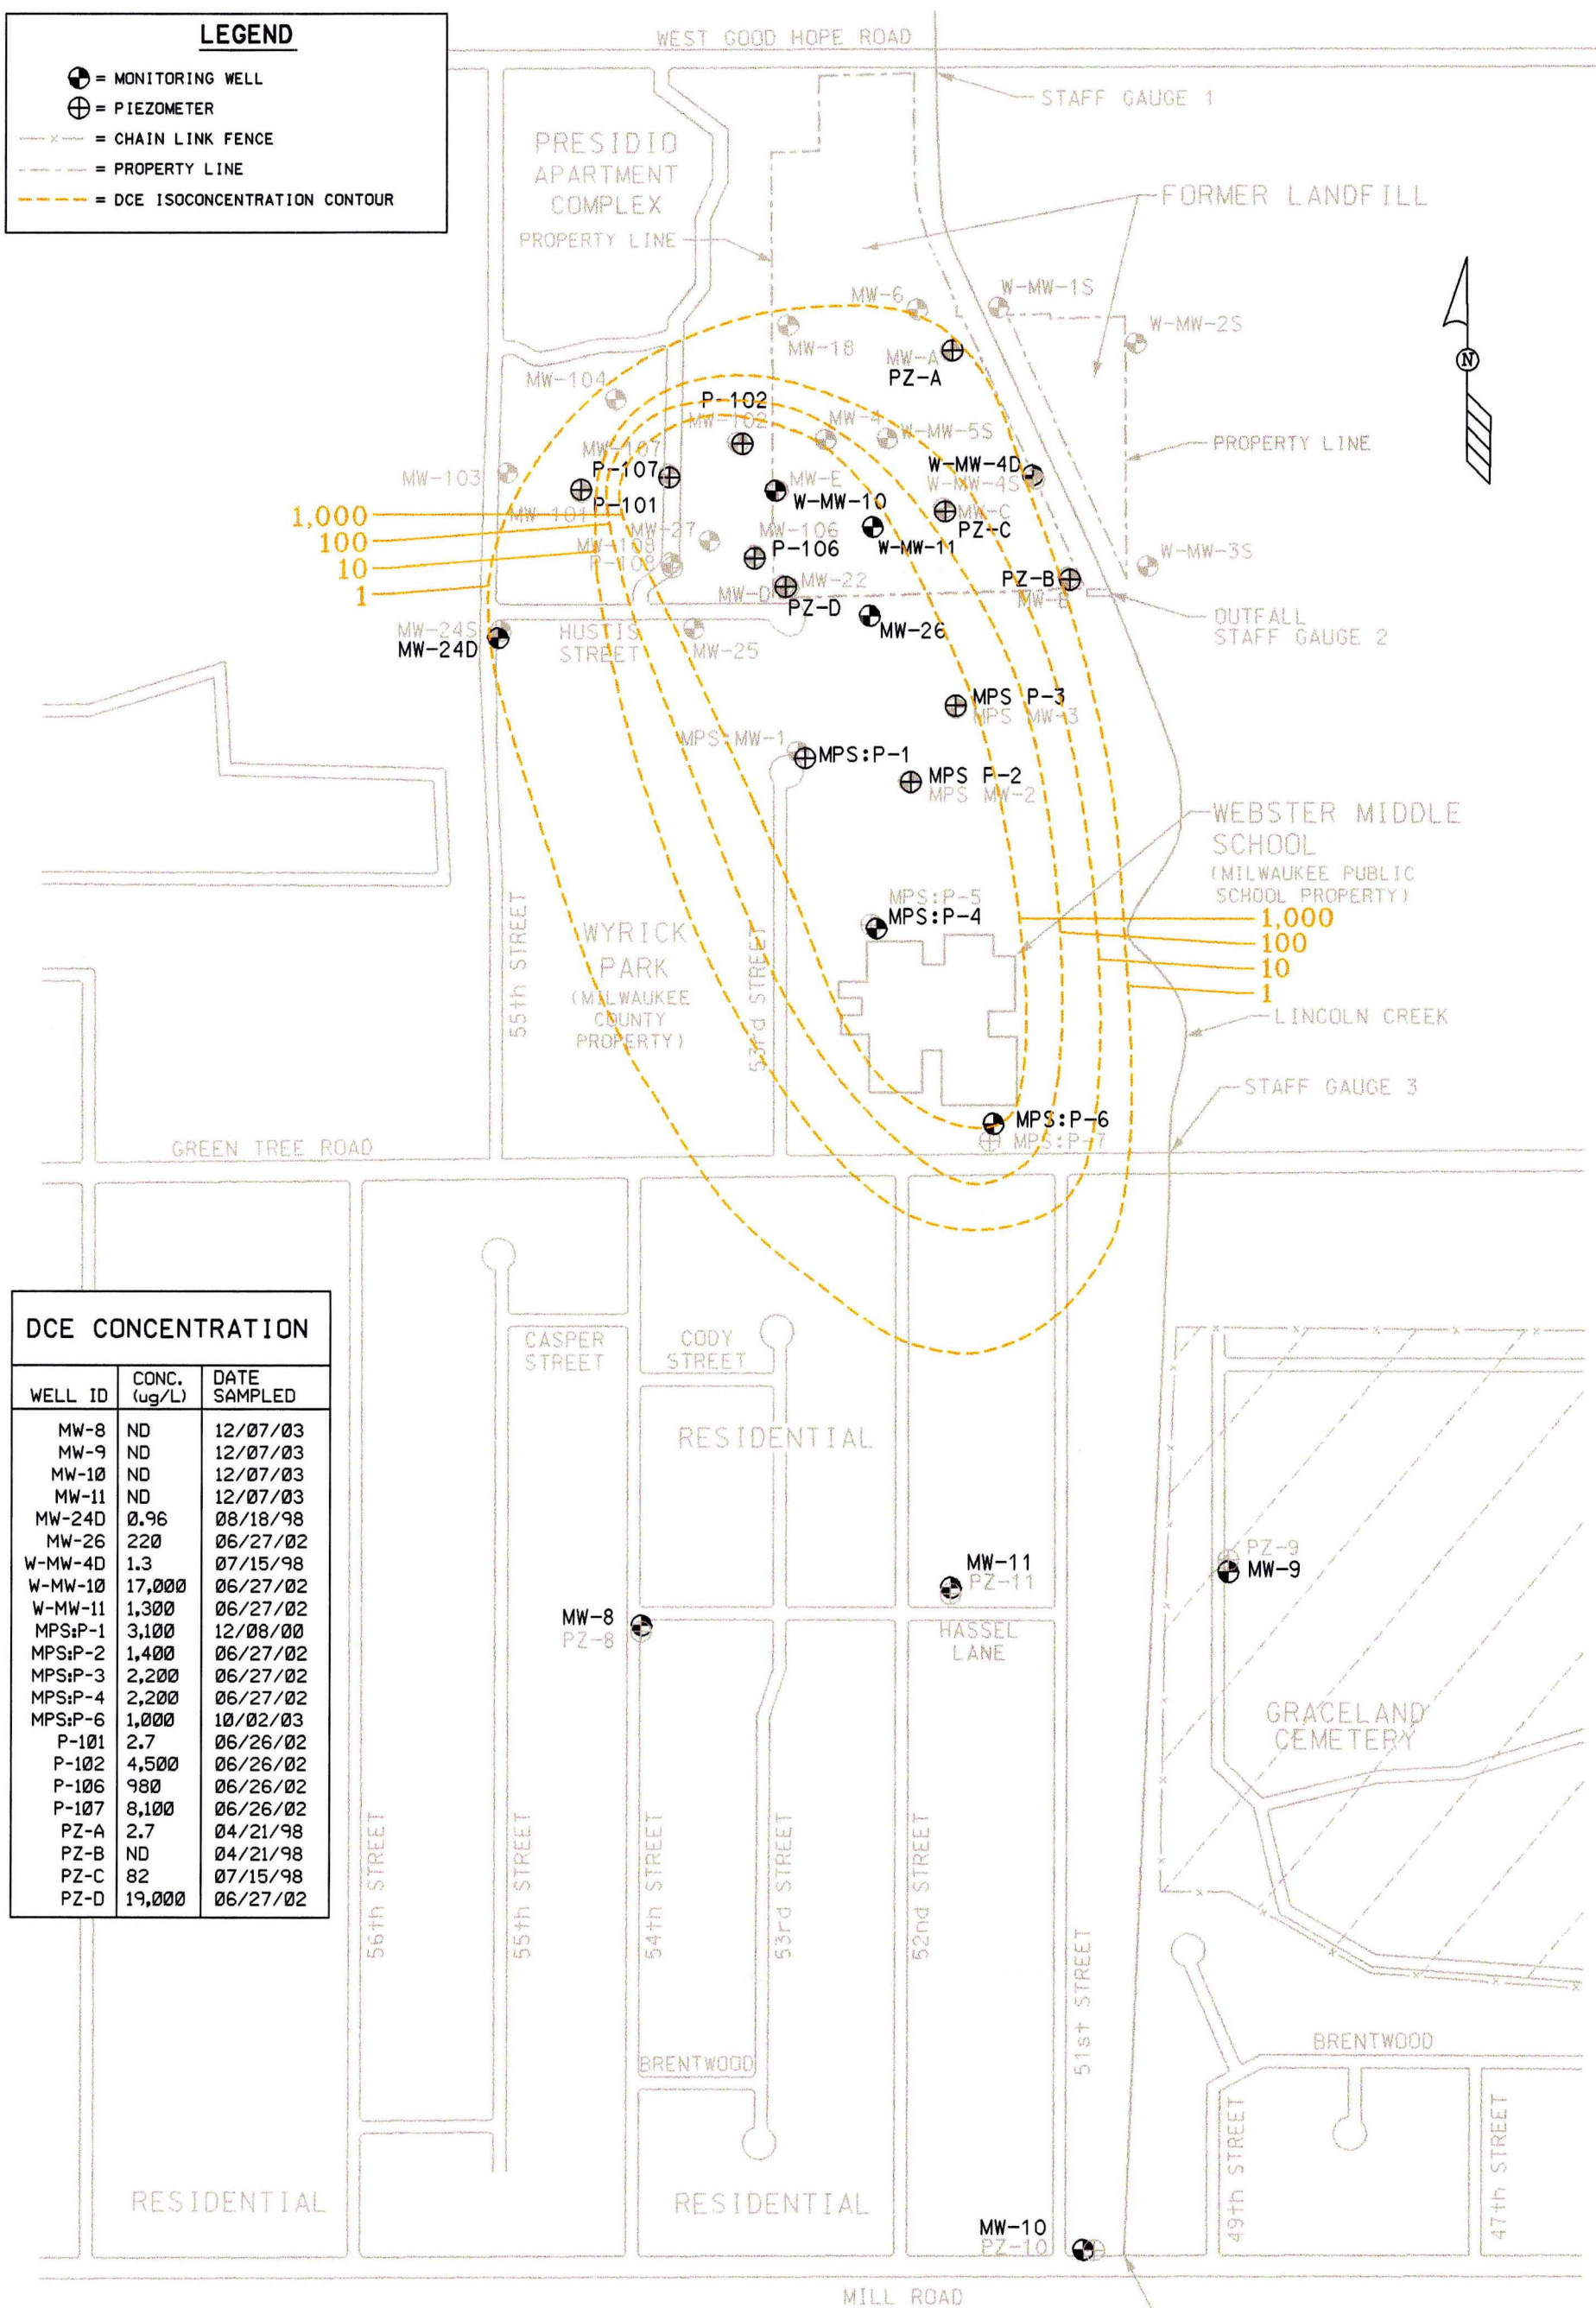 LEGEND
= MONITORING WELL
= PIEZOMETER
= CHAIN LINK FENCE
= PROPERTY LINE
= DCE ISOCONCENTRATION CONTOUR
WEST GOOD HOPE ROAD
STAFF GAUGE 1
PRESIDIO
APARTMENT
COMPLEX
PROPERTY LINE
FORMER LANDFILL
MW-6
W-MW-1S
W-MW-2S
MW-18
MW-A
PZ-A
MW-104
P-102
MW-102
MW-4
W-MW-5S
PROPERTY LINE
MW-107
P-107
MW-103
W-MW-4D
W-MW-4S
MW-E
W-MW-10
P-101
MW-101
MW-C
PZ-C
1,000
100
10
1
MW-27
MW-106
P-106
W-MW-11
MW-108
P-108
W-MW-3S
PZ-B
MW-B
MW-22
MW-D
PZ-D
OUTFALL
STAFF GAUGE 2
MW-24S
MW-24D
HUSTIS
STREET
MW-25
MW-26
MPS P-3
MPS MW-3
MPS:MW-1
MPS:P-1
MPS P-2
MPS MW-2
WEBSTER MIDDLE
SCHOOL
(MILWAUKEE PUBLIC
SCHOOL PROPERTY)
MPS:P-5
MPS:P-4
1,000
100
10
1
WYRICK
PARK
(MILWAUKEE
COUNTY
PROPERTY)
55th STREET
53rd STREET
LINCOLN CREEK
STAFF GAUGE 3
MPS:P-6
MPS:P-7
GREEN TREE ROAD
CASPER
STREET
CODY
STREET
RESIDENTIAL
DCE CONCENTRATION
WELL ID CONC. (ug/L) DATE SAMPLED
MW-8 ND 12/07/03
MW-9 ND 12/07/03
MW-10 ND 12/07/03
MW-11 ND 12/07/03
MW-24D 0.96 08/18/98
MW-26 220 06/27/02
W-MW-4D 1.3 07/15/98
W-MW-10 17,000 06/27/02
W-MW-11 1,300 06/27/02
MPS:P-1 3,100 12/08/00
MPS:P-2 1,400 06/27/02
MPS:P-3 2,200 06/27/02
MPS:P-4 2,200 06/27/02
MPS:P-6 1,000 10/02/03
P-101 2.7 06/26/02
P-102 4,500 06/26/02
P-106 980 06/26/02
P-107 8,100 06/26/02
PZ-A 2.7 04/21/98
PZ-B ND 04/21/98
PZ-C 82 07/15/98
PZ-D 19,000 06/27/02
PZ-9
MW-9
MW-11
PZ-11
MW-8
PZ-8
HASSEL
LANE
GRACELAND
CEMETERY
56th STREET
55th STREET
54th STREET
53rd STREET
52nd STREET
51st STREET
BRENTWOOD
BRENTWOOD
49th STREET
47th STREET
RESIDENTIAL
RESIDENTIAL
MW-10
PZ-10
MILL ROAD
N